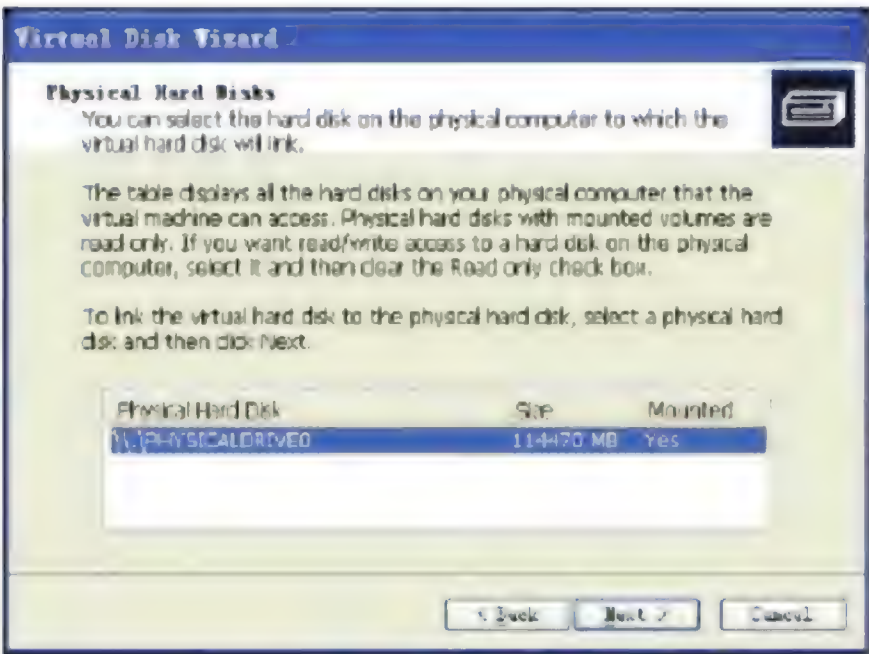 Virtual Disk Wizard
Physical Hard Disks
You can select the hard disk on the physical computer to which the
virtual hard disk will link.
The table displays all the hard disks on your physical computer that the
virtual machine can access. Physical hard disks with mounted volumes are
read only. If you want read/write access to a hard disk on the physical
computer, select it and then clear the Read only check box.
To link the virtual hard disk to the physical hard disk, select a physical hard
disk and then click Next.
Physical Hard Disk Size Mounted
\\.\PHYSICALDRIVE0 114470 MB Yes
< Back Next > Cancel